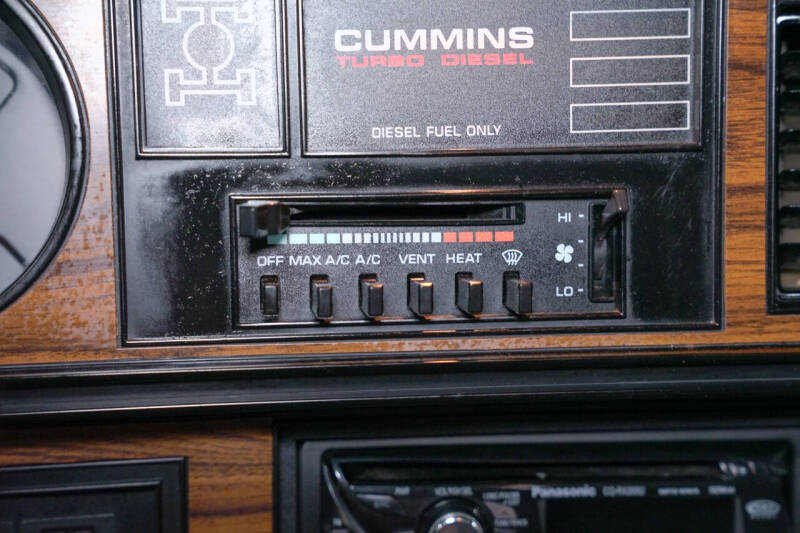 CUMMINS
TURBO DIESEL
DIESEL FUEL ONLY
HI
OFF MAX A/C A/C VENT HEAT
LO
Panasonic